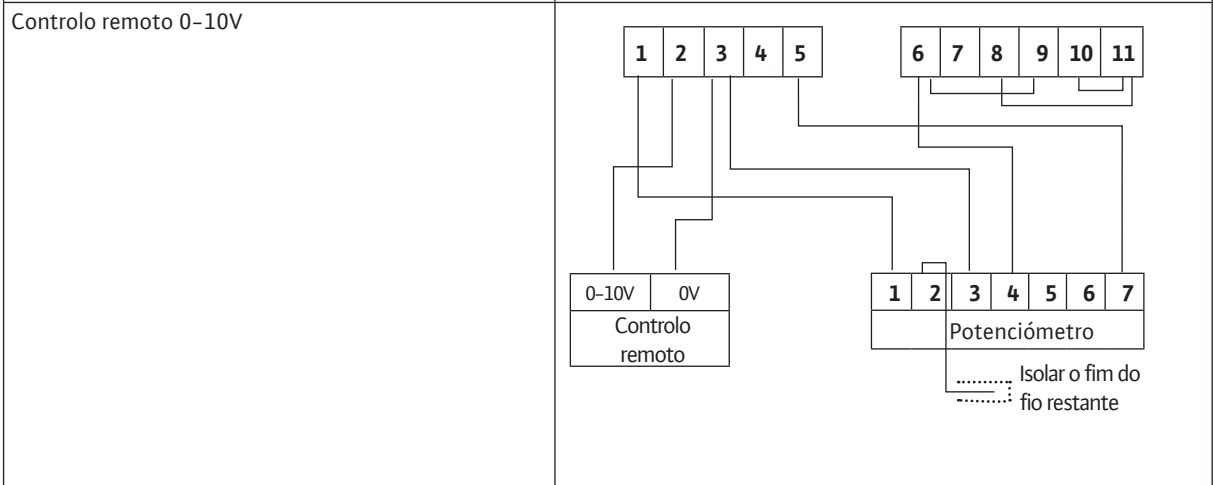 Controlo remoto 0–10V
1 2 3 4 5
6 7 8 9 10 11
0–10V 0V
Controlo
remoto
1 2 3 4 5 6 7
Potenciómetro
Isolar o fim do
fio restante